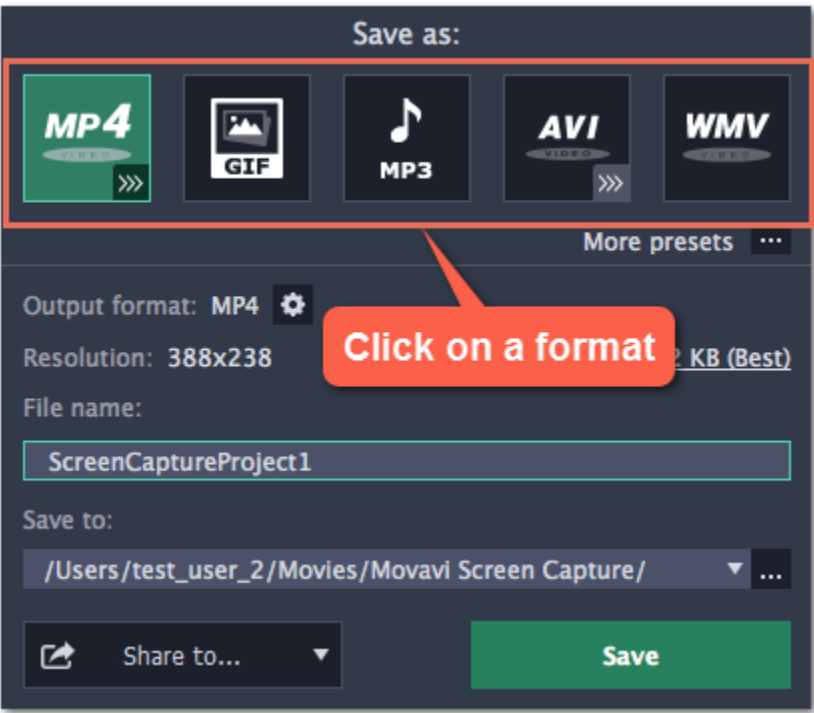 Save as:
MP4
VIDEO
GIF
MP3
AVI
VIDEO
WMV
VIDEO
More presets ...
Output format: MP4
Resolution: 388x238
Click on a format
KB (Best)
File name:
ScreenCaptureProject1
Save to:
/Users/test_user_2/Movies/Movavi Screen Capture/ ...
Share to...
Save